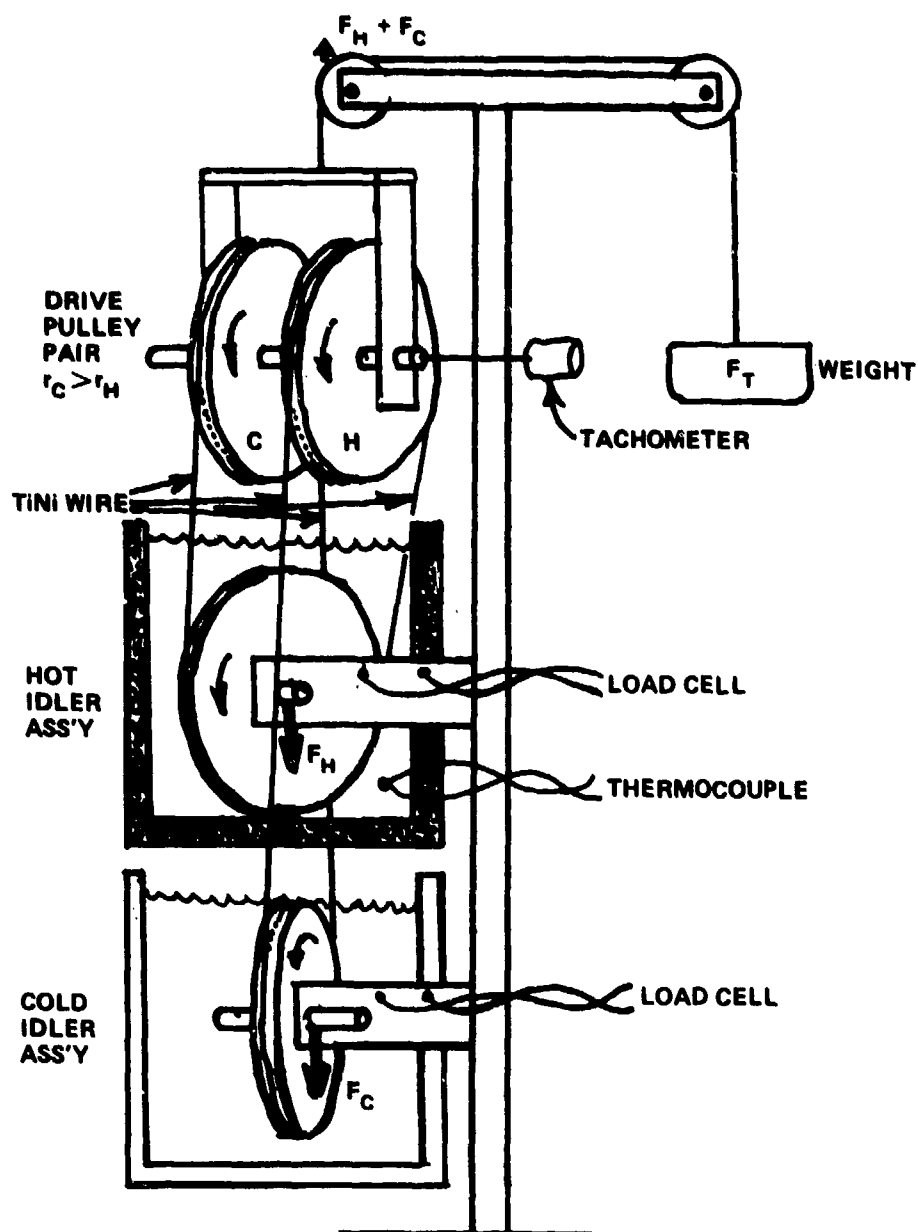 F_H + F_C
DRIVE
PULLEY
PAIR
r_C > r_H
C
H
F_T
WEIGHT
TACHOMETER
TiNi WIRE
HOT
IDLER
ASS'Y
LOAD CELL
F_H
THERMOCOUPLE
COLD
IDLER
ASS'Y
LOAD CELL
F_C